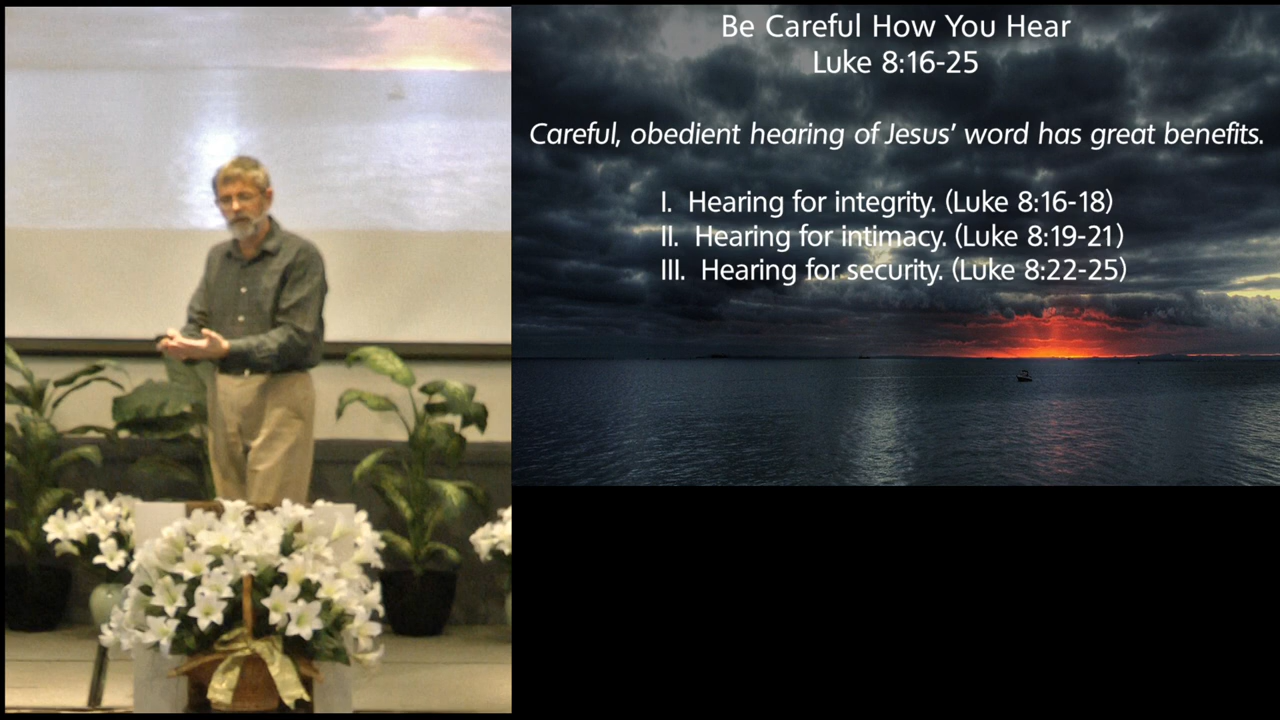 Be Careful How You Hear
Luke 8:16-25
Careful, obedient hearing of Jesus’ word has great benefits.
I. Hearing for integrity. (Luke 8:16-18)
II. Hearing for intimacy. (Luke 8:19-21)
III. Hearing for security. (Luke 8:22-25)